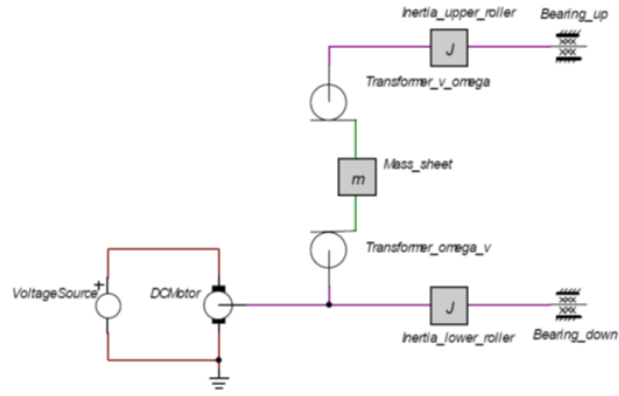 Inertia_upper_roller
Bearing_up
J
Transformer_v_omega
Mass_sheet
m
Transformer_omega_v
VoltageSource
+
DCMotor
J
Inertia_lower_roller
Bearing_down